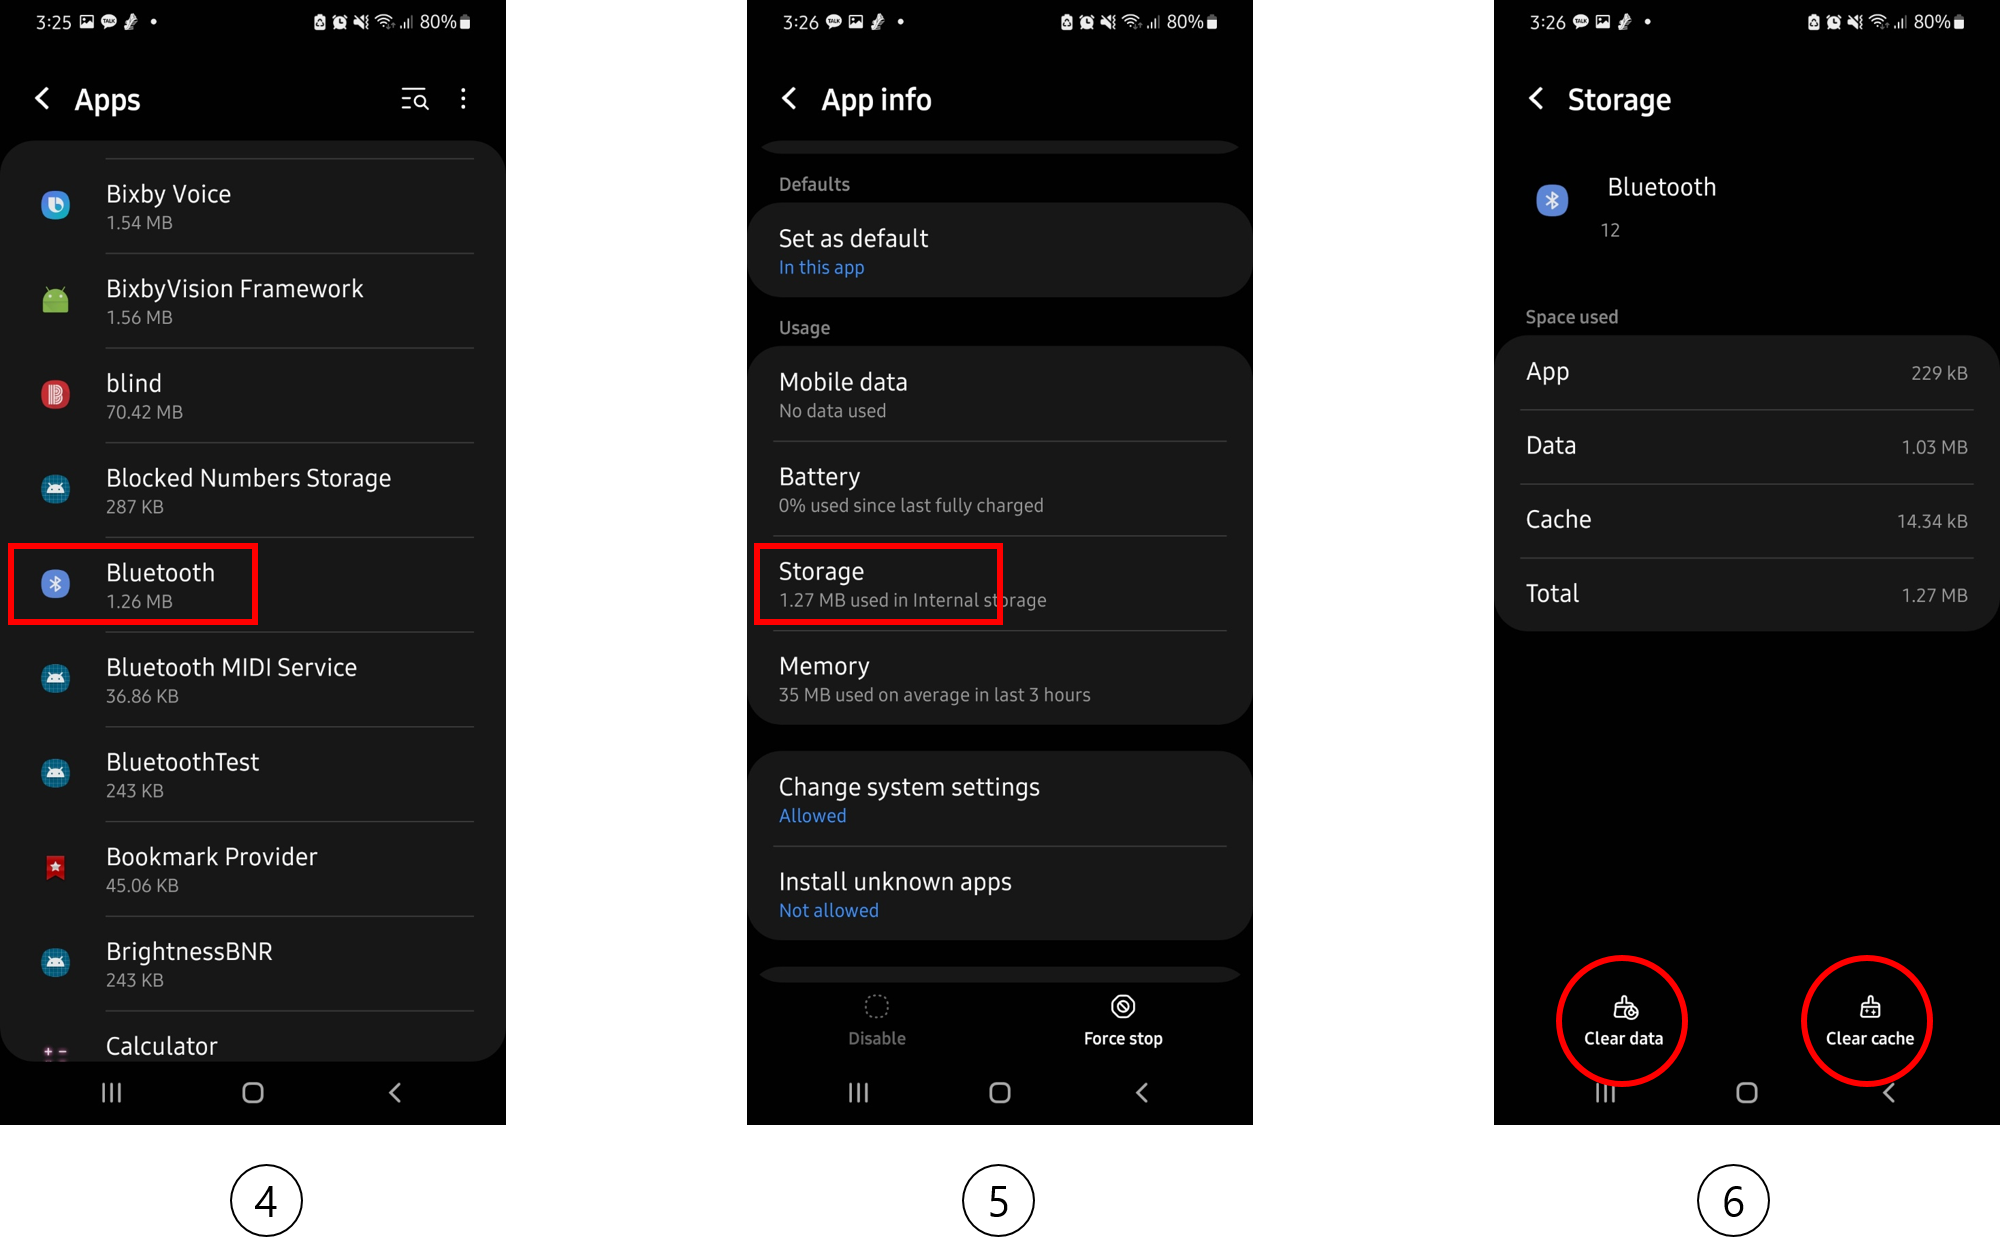 3:25 TALK 80%
Apps
Bixby Voice
1.54 MB
BixbyVision Framework
1.56 MB
blind
70.42 MB
Blocked Numbers Storage
287 KB
Bluetooth
1.26 MB
Bluetooth MIDI Service
36.86 KB
BluetoothTest
243 KB
Bookmark Provider
45.06 KB
BrightnessBNR
243 KB
Calculator
4
3:26 TALK 80%
App info
Defaults
Set as default
In this app
Usage
Mobile data
No data used
Battery
0% used since last fully charged
Storage
1.27 MB used in Internal storage
Memory
35 MB used on average in last 3 hours
Change system settings
Allowed
Install unknown apps
Not allowed
Disable
Force stop
5
3:26 TALK 80%
Storage
Bluetooth
12
Space used
App 229 kB
Data 1.03 MB
Cache 14.34 kB
Total 1.27 MB
Clear data
Clear cache
6